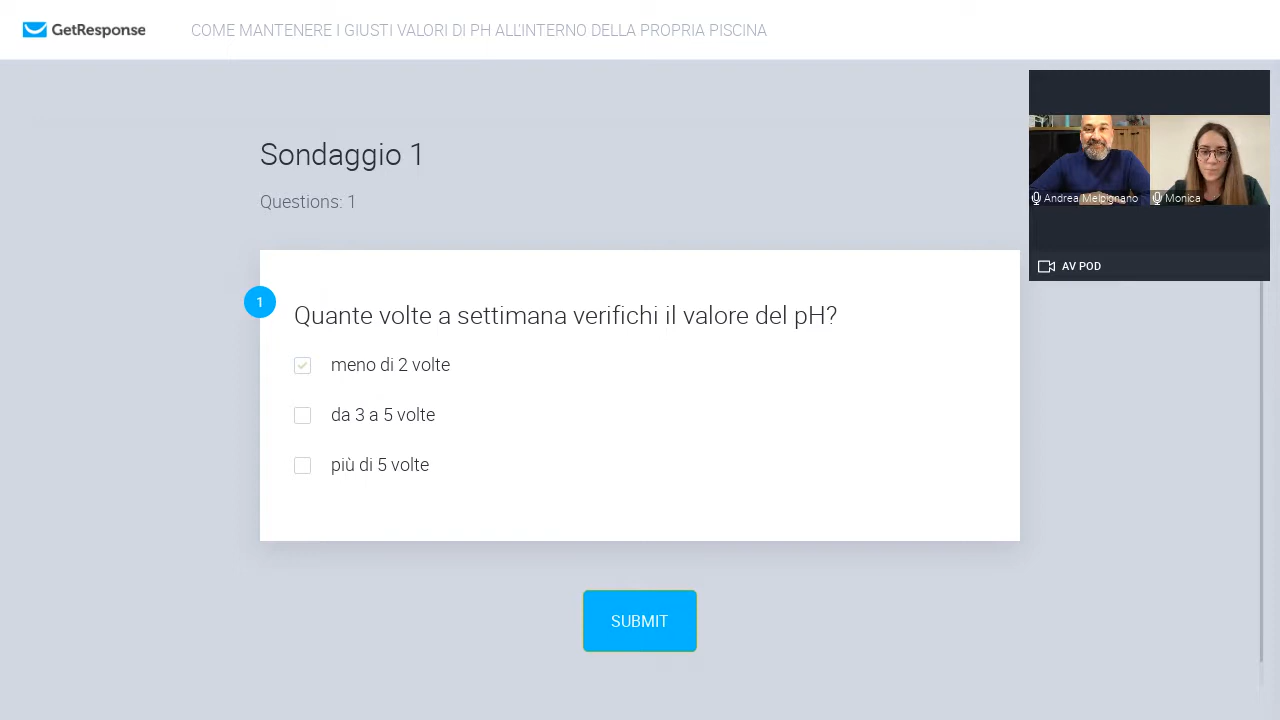 GetResponse
COME MANTENERE I GIUSTI VALORI DI PH ALL'INTERNO DELLA PROPRIA PISCINA
Sondaggio 1
Questions: 1
1
Quante volte a settimana verifichi il valore del pH?
meno di 2 volte
da 3 a 5 volte
più di 5 volte
SUBMIT
Andrea Melpignano
Monica
AV POD